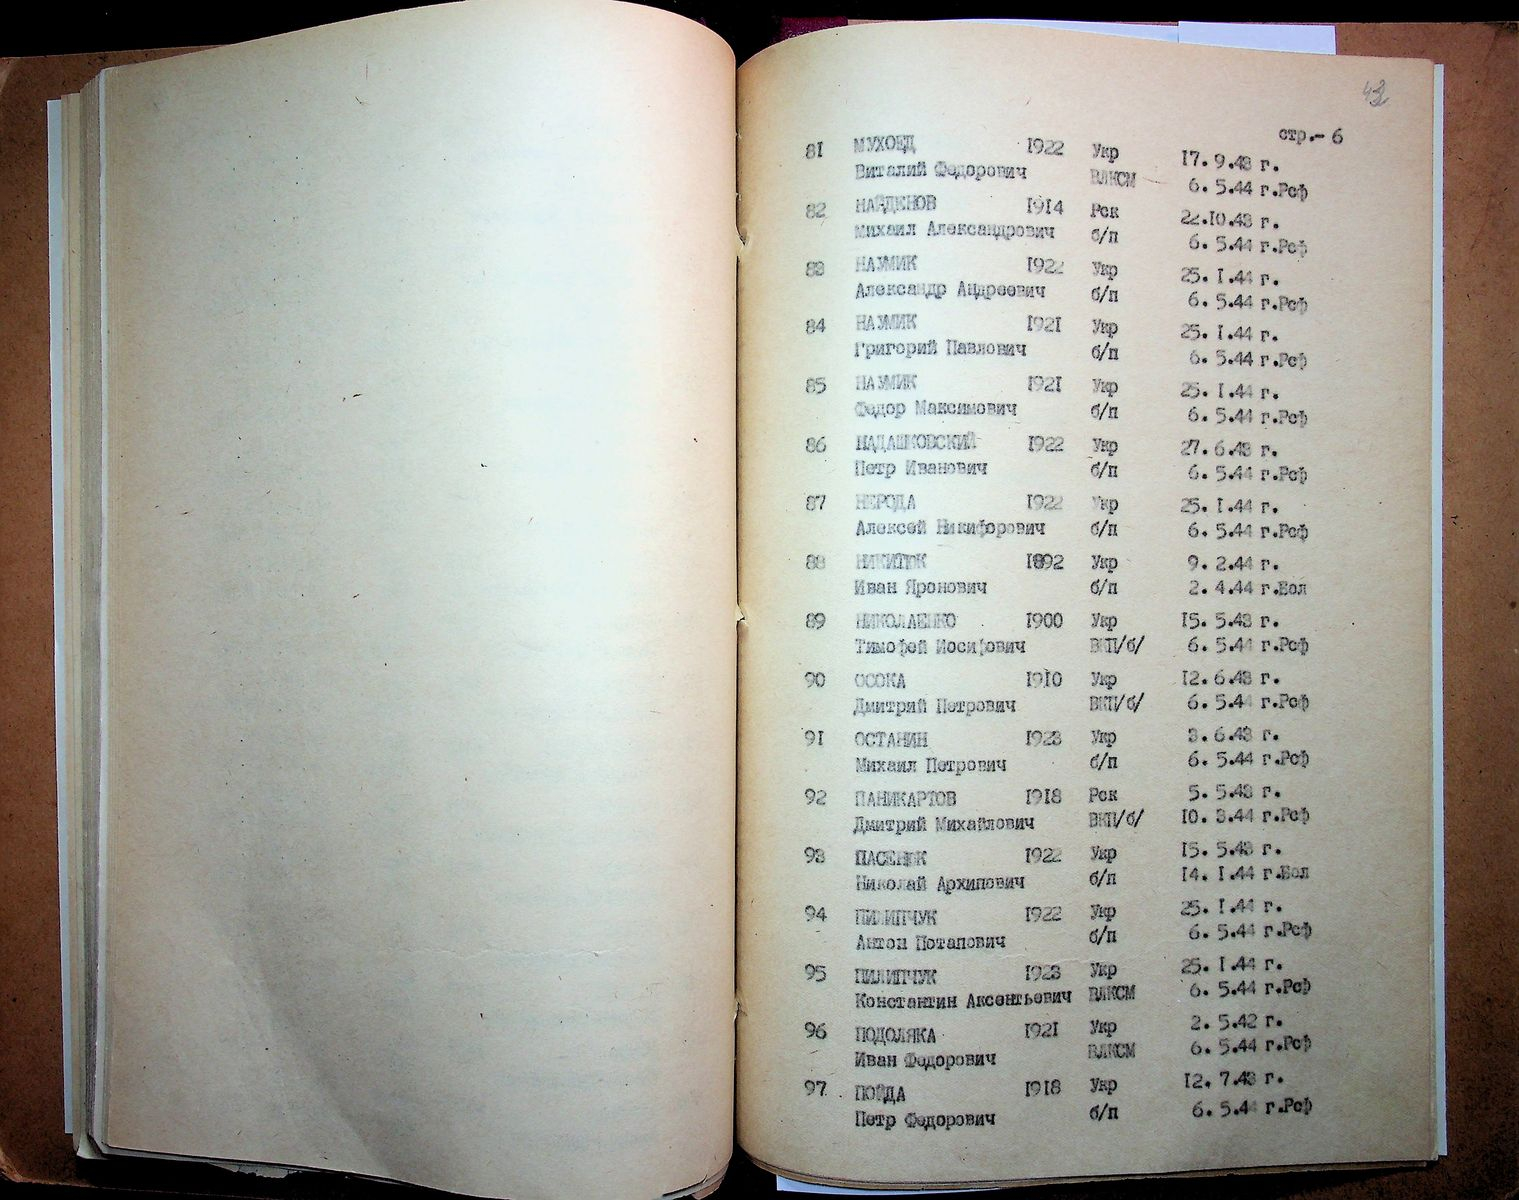 стр.- 6
81 МУХОЕД 1922 Укр 17. 9.43 г.
Виталий Федорович ВЛКСМ 6. 5.44 г.Рсф
82 НАЙДЕНОВ 1914 Рск 22.10.43 г.
Михаил Александрович б/п 6. 5.44 г.Рсф
83 НАУМИК 1922 Укр 25. 1.44 г.
Александр Андреевич б/п 6. 5.44 г.Рсф
84 НАУМИК 1921 Укр 25. 1.44 г.
Григорий Павлович б/п 6. 5.44 г.Рсф
85 НАУМИК 1921 Укр 25. 1.44 г.
Федор Максимович б/п 6. 5.44 г.Рсф
86 НАДАШКОВСКИЙ 1922 Укр 27. 6.43 г.
Петр Иванович б/п 6. 5.44 г.Рсф
87 НЕРОДА 1922 Укр 25. 1.44 г.
Алексей Никифорович б/п 6. 5.44 г.Рсф
88 НИКИТЮК 1892 Укр 9. 2.44 г.
Иван Яронович б/п 2. 4.44 г.Бол
89 НИКОЛАЕНКО 1900 Укр 15. 5.43 г.
Тимофей Иосифович ВКП/б/ 6. 5.44 г.Рсф
90 ОСОКА 1910 Укр 12. 6.43 г.
Дмитрий Петрович ВКП/б/ 6. 5.44 г.Рсф
91 ОСТАНИН 1923 Укр 3. 6.43 г.
Михаил Петрович б/п 6. 5.44 г.Рсф
92 ПАНИКАРТОВ 1918 Рск 5. 5.43 г.
Дмитрий Михайлович ВКП/б/ 10. 3.44 г.Рсф
93 ПАСЕНЮК 1922 Укр 15. 5.43 г.
Николай Архипович б/п 14. 1.44 г.Бол
94 ПИЛИПЧУК 1922 Укр 25. 1.44 г.
Антон Потапович б/п 6. 5.44 г.Рсф
95 ПИЛИПЧУК 1923 Укр 25. 1.44 г.
Константин Аксентьевич ВЛКСМ 6. 5.44 г.Рсф
96 ПОДОЛЯКА 1921 Укр 2. 5.42 г.
Иван Федорович ВЛКСМ 6. 5.44 г.Рсф
97 ПОЙДА 1918 Укр 12. 7.43 г.
Петр Федорович б/п 6. 5.44 г.Рсф